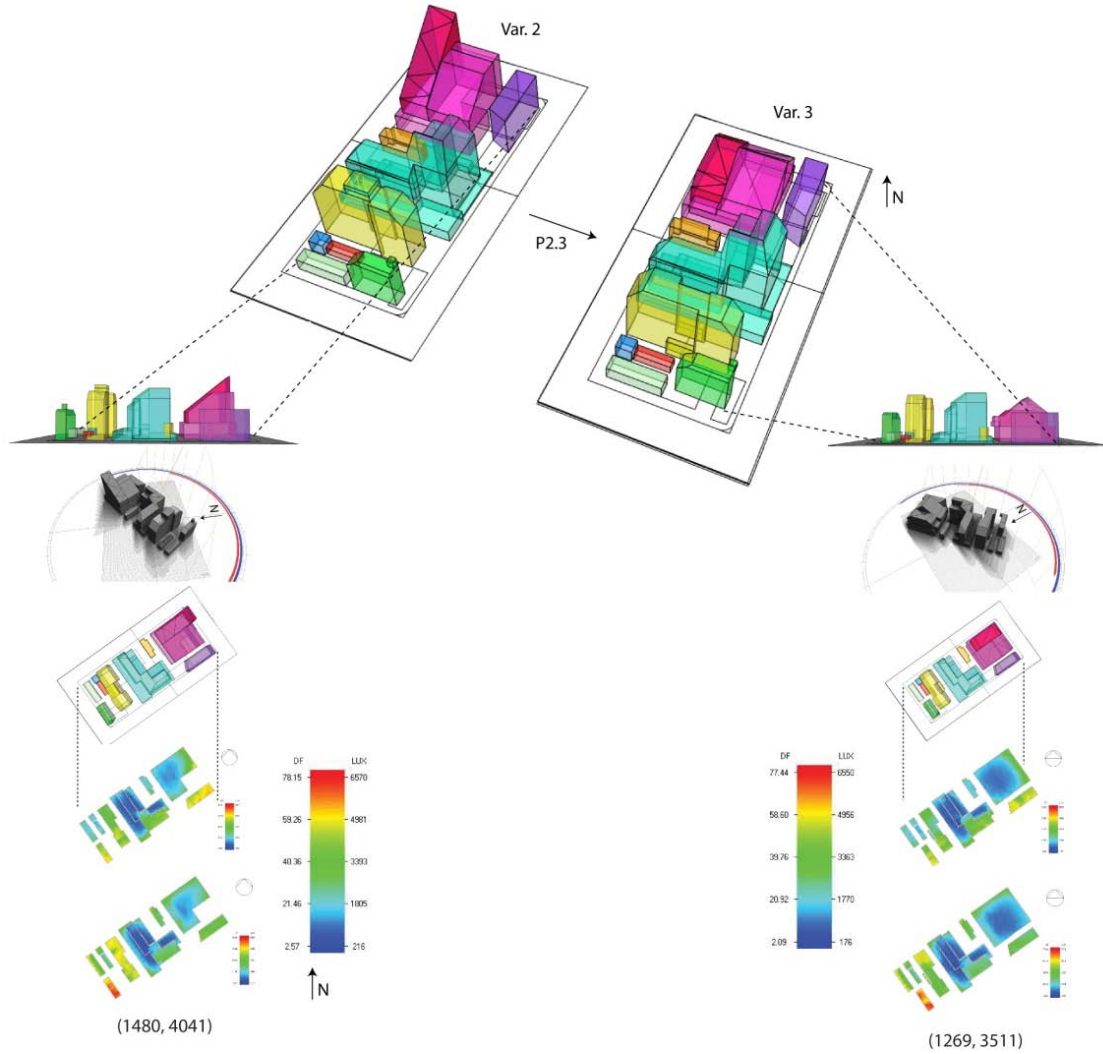 Var. 2
Var. 3
N
P2.3
N
N
DF LUX
78.15 6570
59.26 4981
40.36 3393
21.46 1805
2.57 216
DF LUX
77.44 6550
58.60 4956
39.76 3363
20.92 1770
2.09 176
N
(1480, 4041)
(1269, 3511)